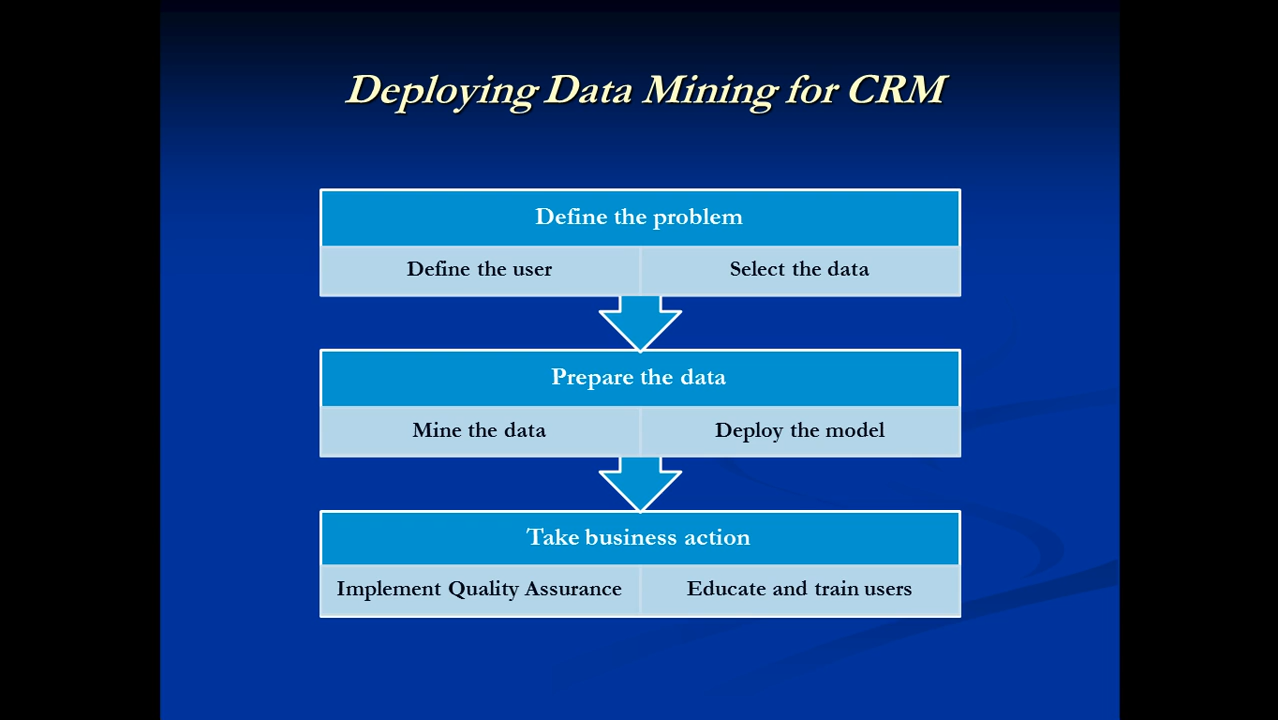 Deploying Data Mining for CRM
Define the problem
Define the user
Select the data
Prepare the data
Mine the data
Deploy the model
Take business action
Implement Quality Assurance
Educate and train users